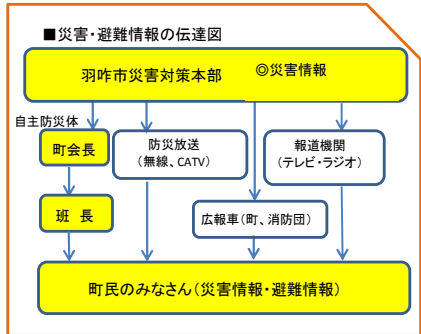 ■災害・避難情報の伝達図
羽咋市災害対策本部　◎災害情報
自主防災体
町会長
防災放送
（無線、CATV）
報道機関
（テレビ・ラジオ）
班　長
広報車（町、消防団）
町民のみなさん（災害情報・避難情報）